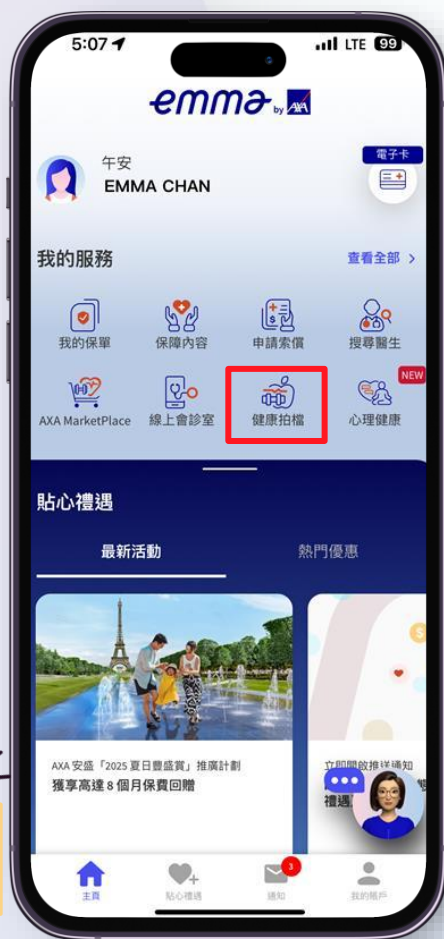 5:07
LTE 99
emma by AXA
電子卡
午安
EMMA CHAN
我的服務
查看全部 >
我的保單
保障內容
申請索償
搜尋醫生
NEW
AXA MarketPlace
線上會診室
健康拍檔
心理健康
貼心禮遇
最新活動
熱門優惠
AXA 安盛「2025 夏日豐盛賞」推廣計劃
獲享高達 8 個月保費回贈
立即開啟推送通知
禮遇
3
主頁
貼心禮遇
通知
我的賬戶